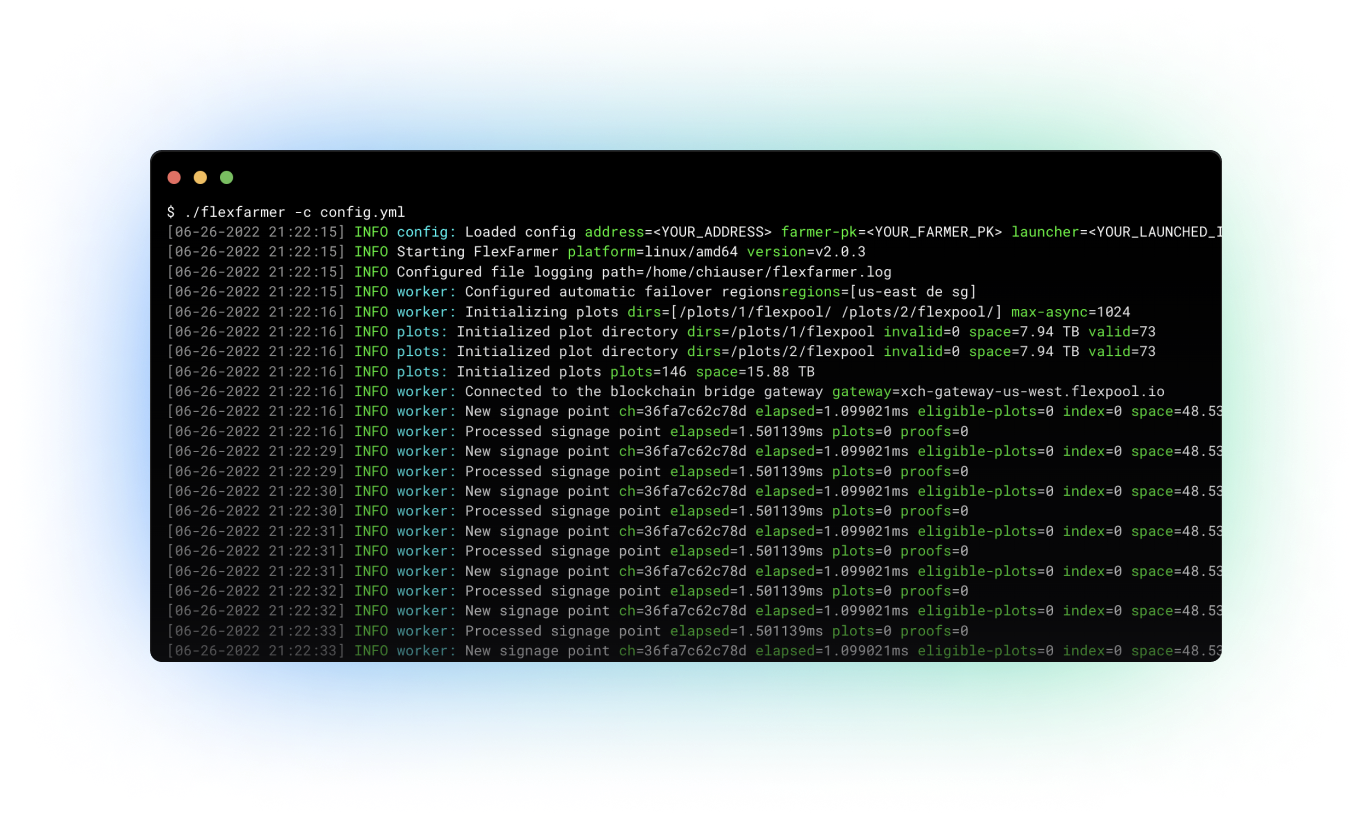 $ ./flexfarmer -c config.yml
[06-26-2022 21:22:15] INFO config: Loaded config address=<YOUR_ADDRESS> farmer-pk=<YOUR_FARMER_PK> launcher=<YOUR_LAUNCHED_I
[06-26-2022 21:22:15] INFO Starting FlexFarmer platform=linux/amd64 version=v2.0.3
[06-26-2022 21:22:15] INFO Configured file logging path=/home/chiauser/flexfarmer.log
[06-26-2022 21:22:15] INFO worker: Configured automatic failover regionsregions=[us-east de sg]
[06-26-2022 21:22:16] INFO worker: Initializing plots dirs=[/plots/1/flexpool/ /plots/2/flexpool/] max-async=1024
[06-26-2022 21:22:16] INFO plots: Initialized plot directory dirs=/plots/1/flexpool invalid=0 space=7.94 TB valid=73
[06-26-2022 21:22:16] INFO plots: Initialized plot directory dirs=/plots/2/flexpool invalid=0 space=7.94 TB valid=73
[06-26-2022 21:22:16] INFO plots: Initialized plots plots=146 space=15.88 TB
[06-26-2022 21:22:16] INFO worker: Connected to the blockchain bridge gateway gateway=xch-gateway-us-west.flexpool.io
[06-26-2022 21:22:16] INFO worker: New signage point ch=36fa7c62c78d elapsed=1.099021ms eligible-plots=0 index=0 space=48.53
[06-26-2022 21:22:16] INFO worker: Processed signage point elapsed=1.501139ms plots=0 proofs=0
[06-26-2022 21:22:29] INFO worker: New signage point ch=36fa7c62c78d elapsed=1.099021ms eligible-plots=0 index=0 space=48.53
[06-26-2022 21:22:29] INFO worker: Processed signage point elapsed=1.501139ms plots=0 proofs=0
[06-26-2022 21:22:30] INFO worker: New signage point ch=36fa7c62c78d elapsed=1.099021ms eligible-plots=0 index=0 space=48.53
[06-26-2022 21:22:30] INFO worker: Processed signage point elapsed=1.501139ms plots=0 proofs=0
[06-26-2022 21:22:31] INFO worker: New signage point ch=36fa7c62c78d elapsed=1.099021ms eligible-plots=0 index=0 space=48.53
[06-26-2022 21:22:31] INFO worker: Processed signage point elapsed=1.501139ms plots=0 proofs=0
[06-26-2022 21:22:31] INFO worker: New signage point ch=36fa7c62c78d elapsed=1.099021ms eligible-plots=0 index=0 space=48.53
[06-26-2022 21:22:32] INFO worker: Processed signage point elapsed=1.501139ms plots=0 proofs=0
[06-26-2022 21:22:32] INFO worker: New signage point ch=36fa7c62c78d elapsed=1.099021ms eligible-plots=0 index=0 space=48.53
[06-26-2022 21:22:33] INFO worker: Processed signage point elapsed=1.501139ms plots=0 proofs=0
[06-26-2022 21:22:33] INFO worker: New signage point ch=36fa7c62c78d elapsed=1.099021ms eligible-plots=0 index=0 space=48.53